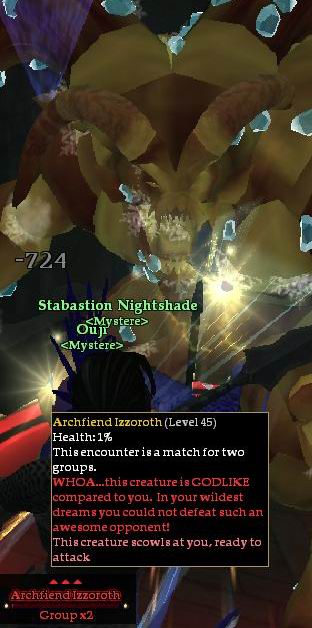 -724
Stabastion Nightshade
<Mystere>
Ouji
<Mystere>
Archfiend Izzoroth (Level 45)
Health: 1%
This encounter is a match for two
groups.
WHOA...this creature is GODLIKE
compared to you. In your wildest
dreams you could not defeat such an
awesome opponent!
This creature scowls at you, ready to
attack
Archfiend Izzoroth
Group x2